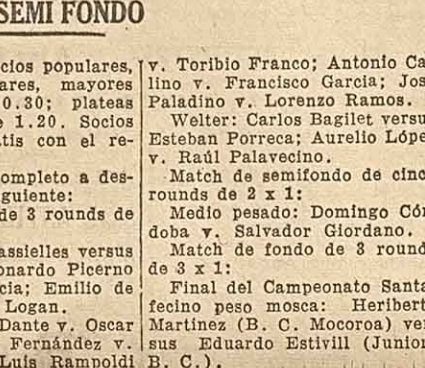 SEMI FONDO
cios populares,
ares, mayores
0.30; plateas
e 1.20. Socios
tis con el re-
ompleto a des-
guiente:
de 3 rounds de
assielles versus
onardo Picerno
cia; Emilio de
Logan.
Dante v. Oscar
Fernández v.
Luis Rampoldi
v. Toribio Franco; Antonio Ca
lino v. Francisco Garcia; Jos
Paladino v. Lorenzo Ramos.
Welter: Carlos Bagilet versu
Esteban Porreca; Aurelio Lópe
v. Raúl Palavecino.
Match de semifondo de cinc
rounds de 2 x 1:
Medio pesado: Domingo Cór
doba v. Salvador Giordano.
Match de fondo de 3 round
de 3 x 1:
Final del Campeonato Santa
fecino peso mosca: Heribert
Martinez (B. C. Mocoroa) ver
sus Eduardo Estivill (Junior
B. C.).